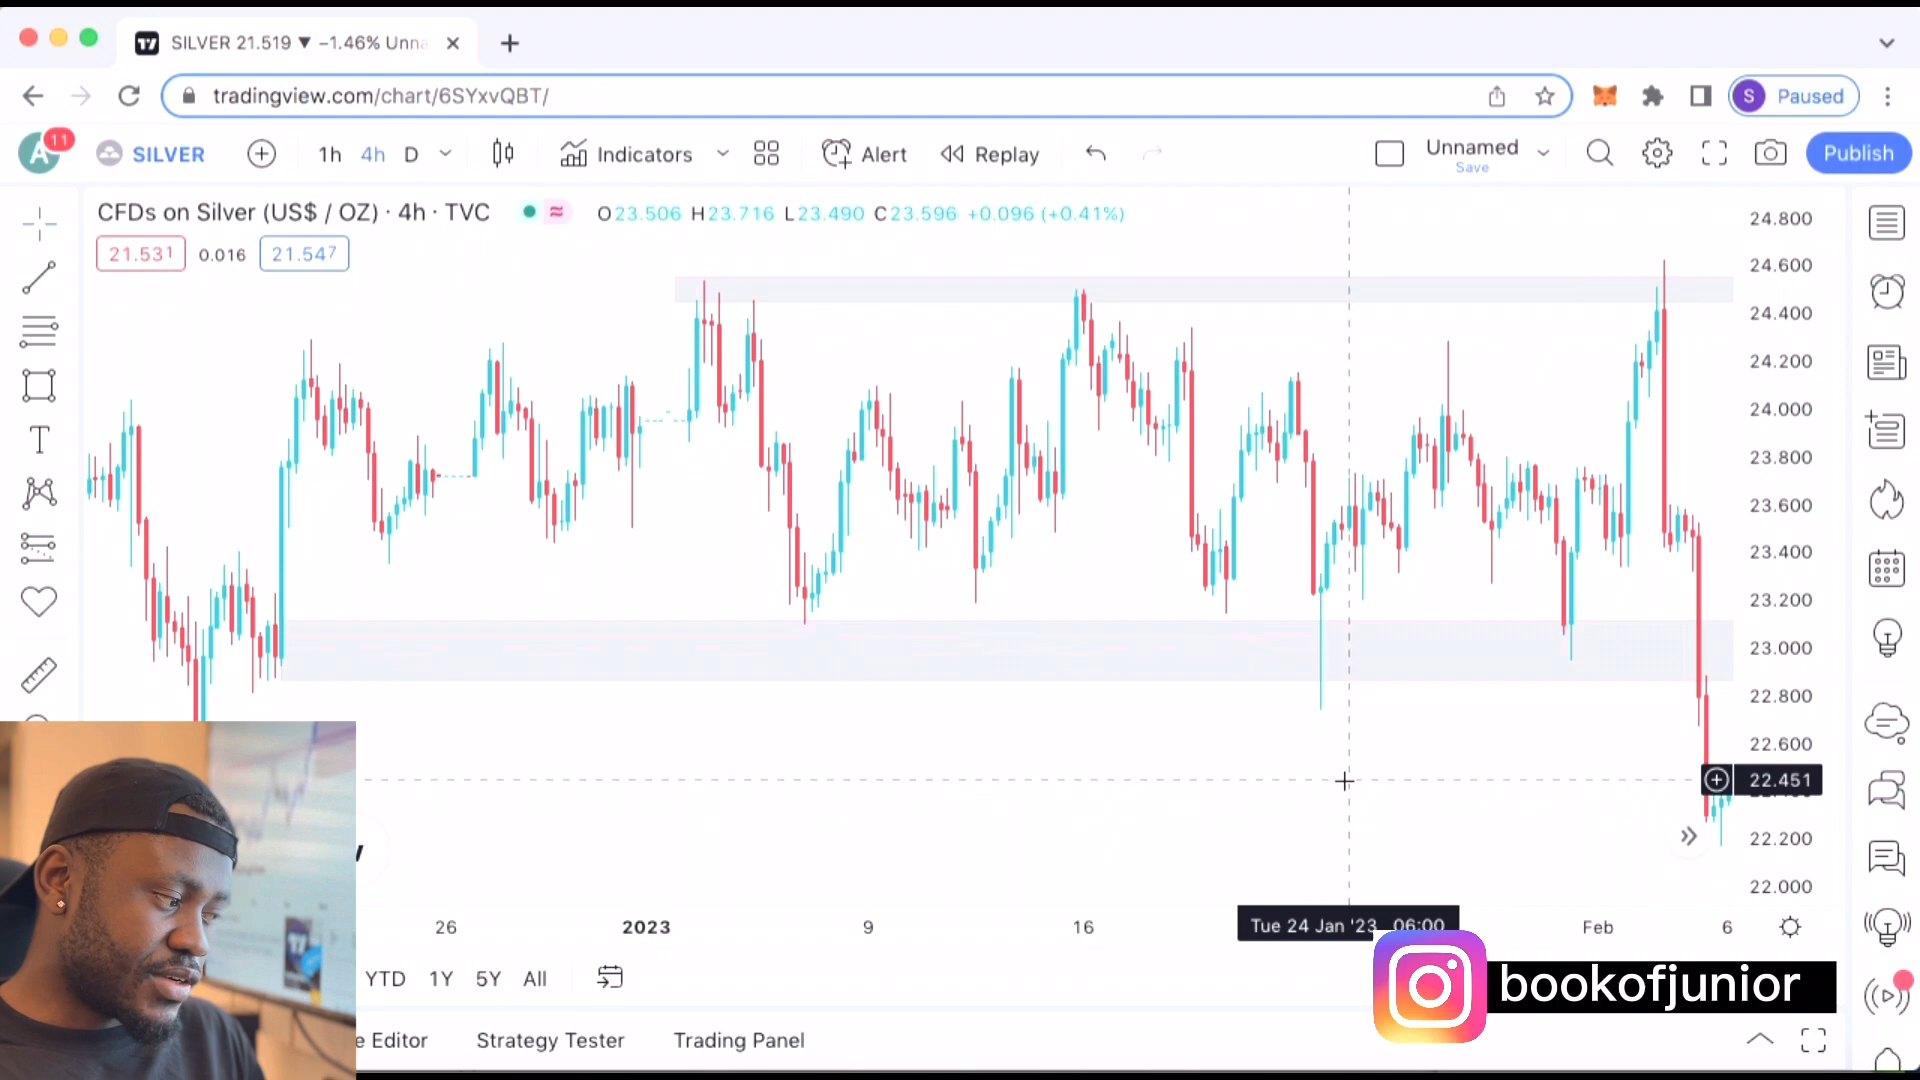 SILVER 21.519 ▼ −1.46% Unna
tradingview.com/chart/6SYxvQBT/
S Paused
A 11 SILVER 1h 4h D Indicators Alert Replay Unnamed Save Publish
CFDs on Silver (US$ / OZ) · 4h · TVC O23.506 H23.716 L23.490 C23.596 +0.096 (+0.41%)
21.531 0.016 21.547
24.800
24.600
24.400
24.200
24.000
23.800
23.600
23.400
23.200
23.000
22.800
22.600
22.451
22.200
22.000
26 2023 9 16 Tue 24 Jan '23 06:00 Feb 6
YTD 1Y 5Y All
bookofjunior
e Editor Strategy Tester Trading Panel